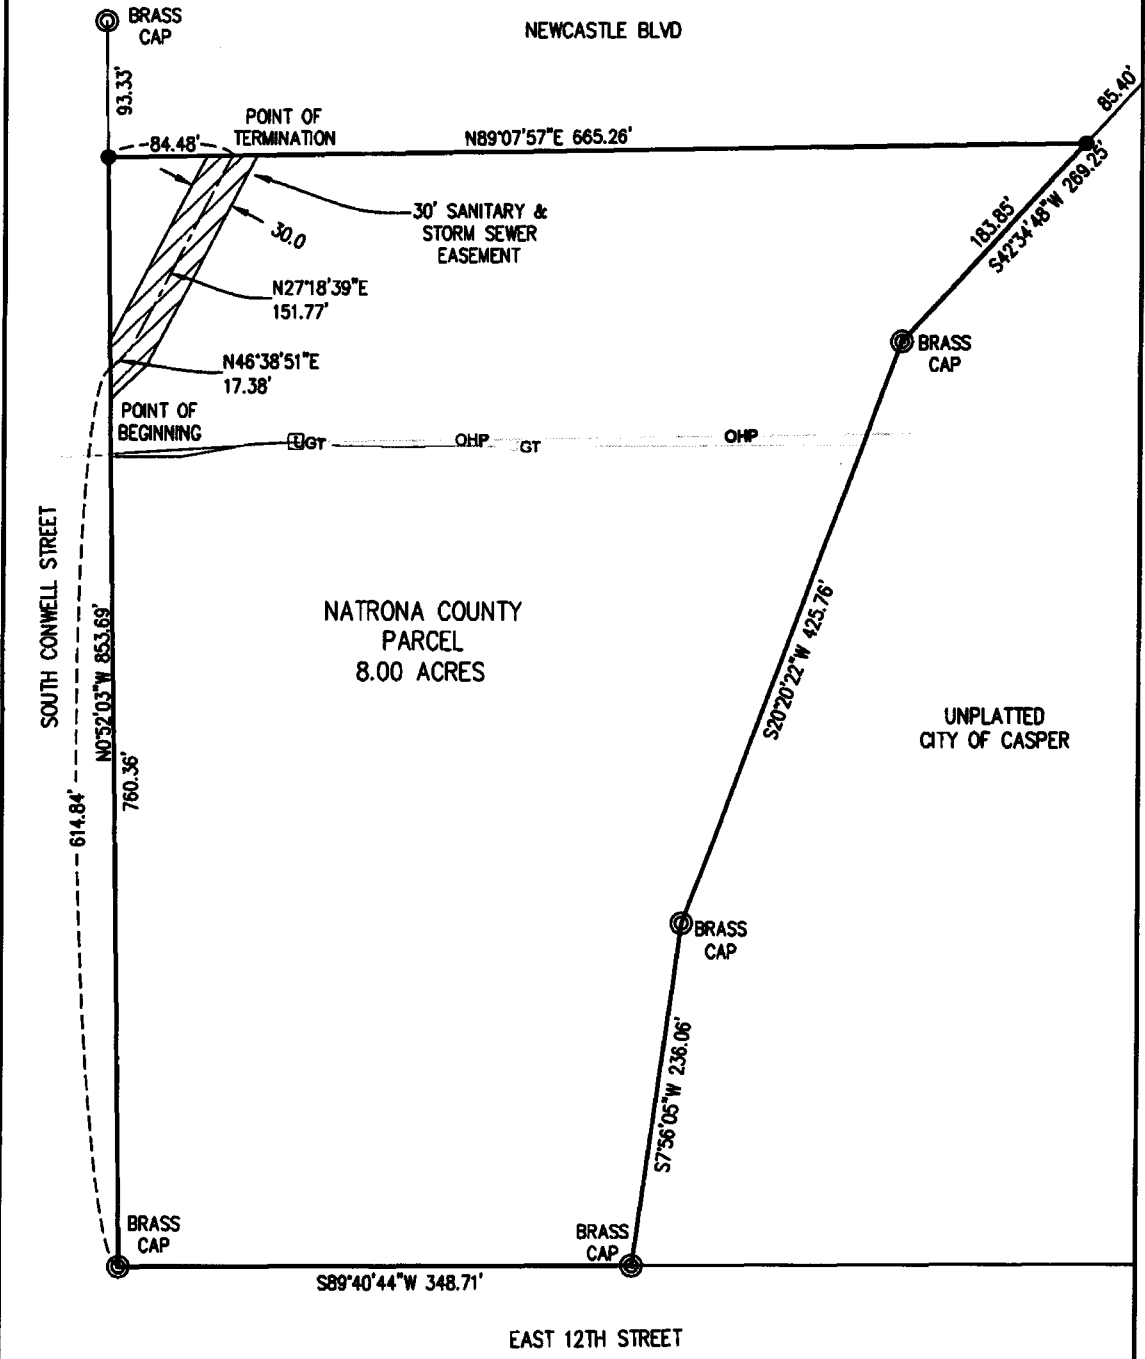 BRASS
CAP
NEWCASTLE BLVD
93.33'
85.40'
POINT OF
TERMINATION
84.48'
N89°07'57"E 665.26'
183.85'
S42°34'48"W 269.25'
30' SANITARY &
STORM SEWER
EASEMENT
30.0
N27°18'39"E
151.77'
BRASS
CAP
N46°38'51"E
17.38'
POINT OF
BEGINNING
UGT
OHP
GT
OHP
SOUTH CONWELL STREET
N0°52'03"W 853.69'
760.36'
614.84'
NATRONA COUNTY
PARCEL
8.00 ACRES
S20°20'22"W 425.76'
UNPLATTED
CITY OF CASPER
BRASS
CAP
S7°56'05"W 236.06'
BRASS
CAP
BRASS
CAP
S89°40'44"W 348.71'
EAST 12TH STREET